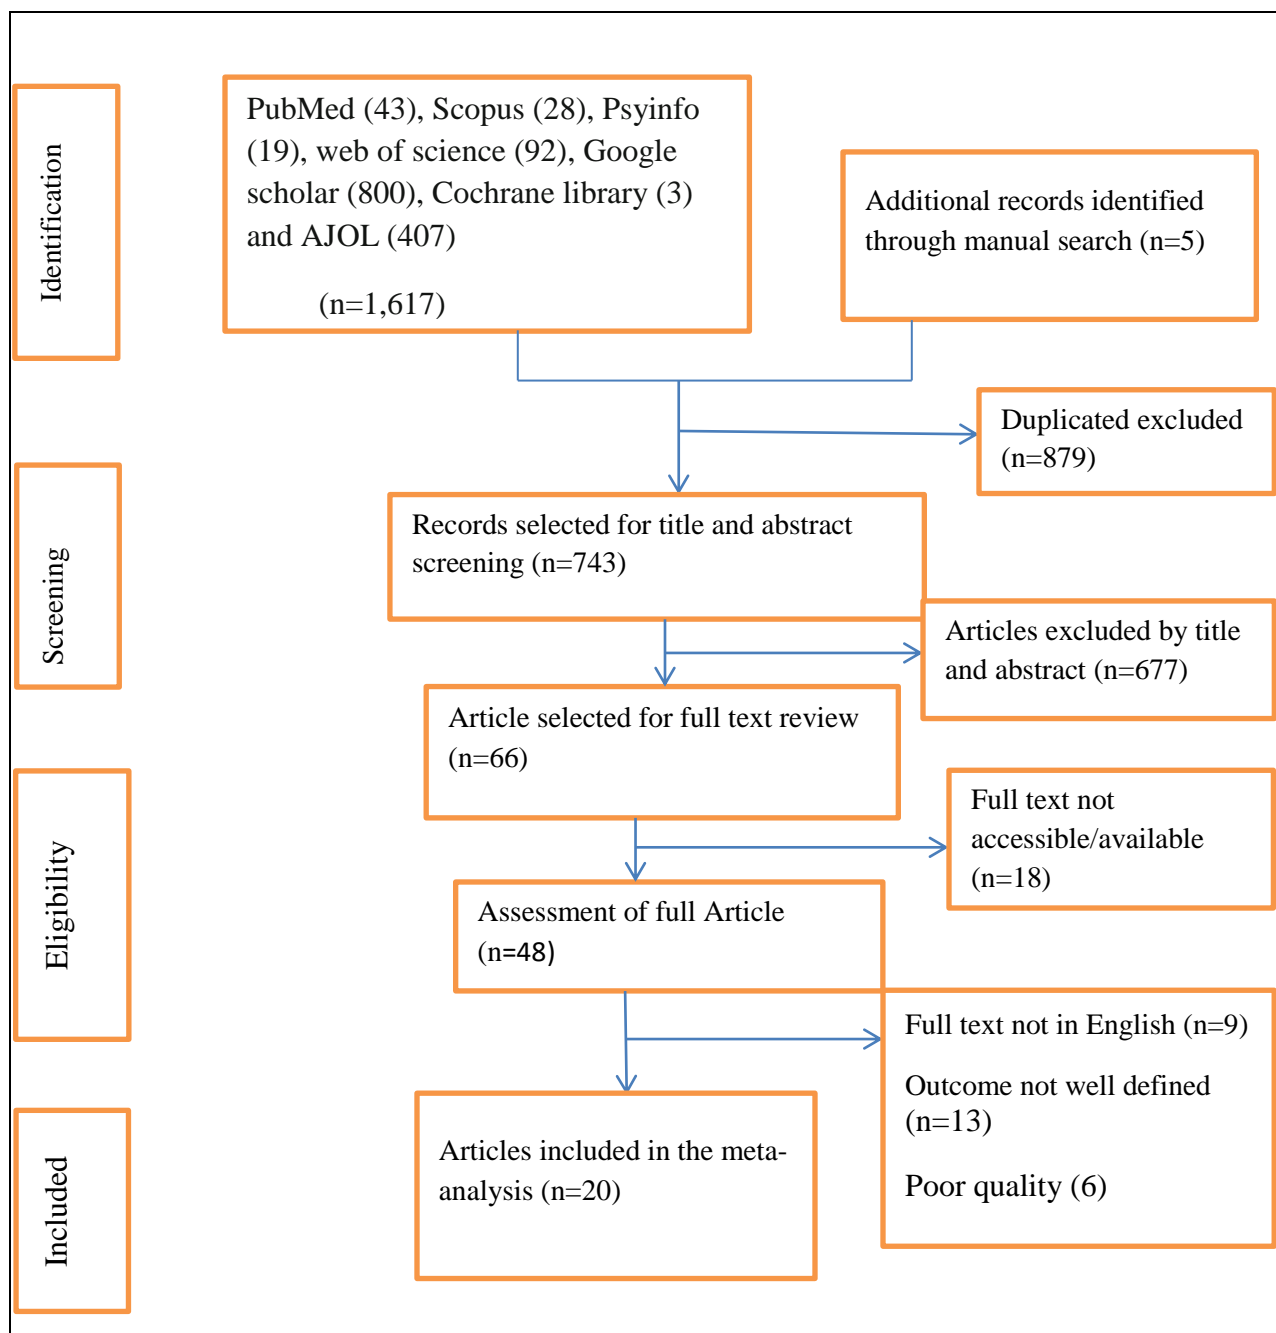 Identification
PubMed (43), Scopus (28), Psyinfo
(19), web of science (92), Google
scholar (800), Cochrane library (3)
and AJOL (407)
(n=1,617)
Additional records identified
through manual search (n=5)
Duplicated excluded
(n=879)
Screening
Records selected for title and abstract
screening (n=743)
Articles excluded by title
and abstract (n=677)
Article selected for full text review
(n=66)
Eligibility
Full text not
accessible/available
(n=18)
Assessment of full Article
(n=48)
Full text not in English (n=9)
Outcome not well defined
(n=13)
Poor quality (6)
Included
Articles included in the meta-
analysis (n=20)